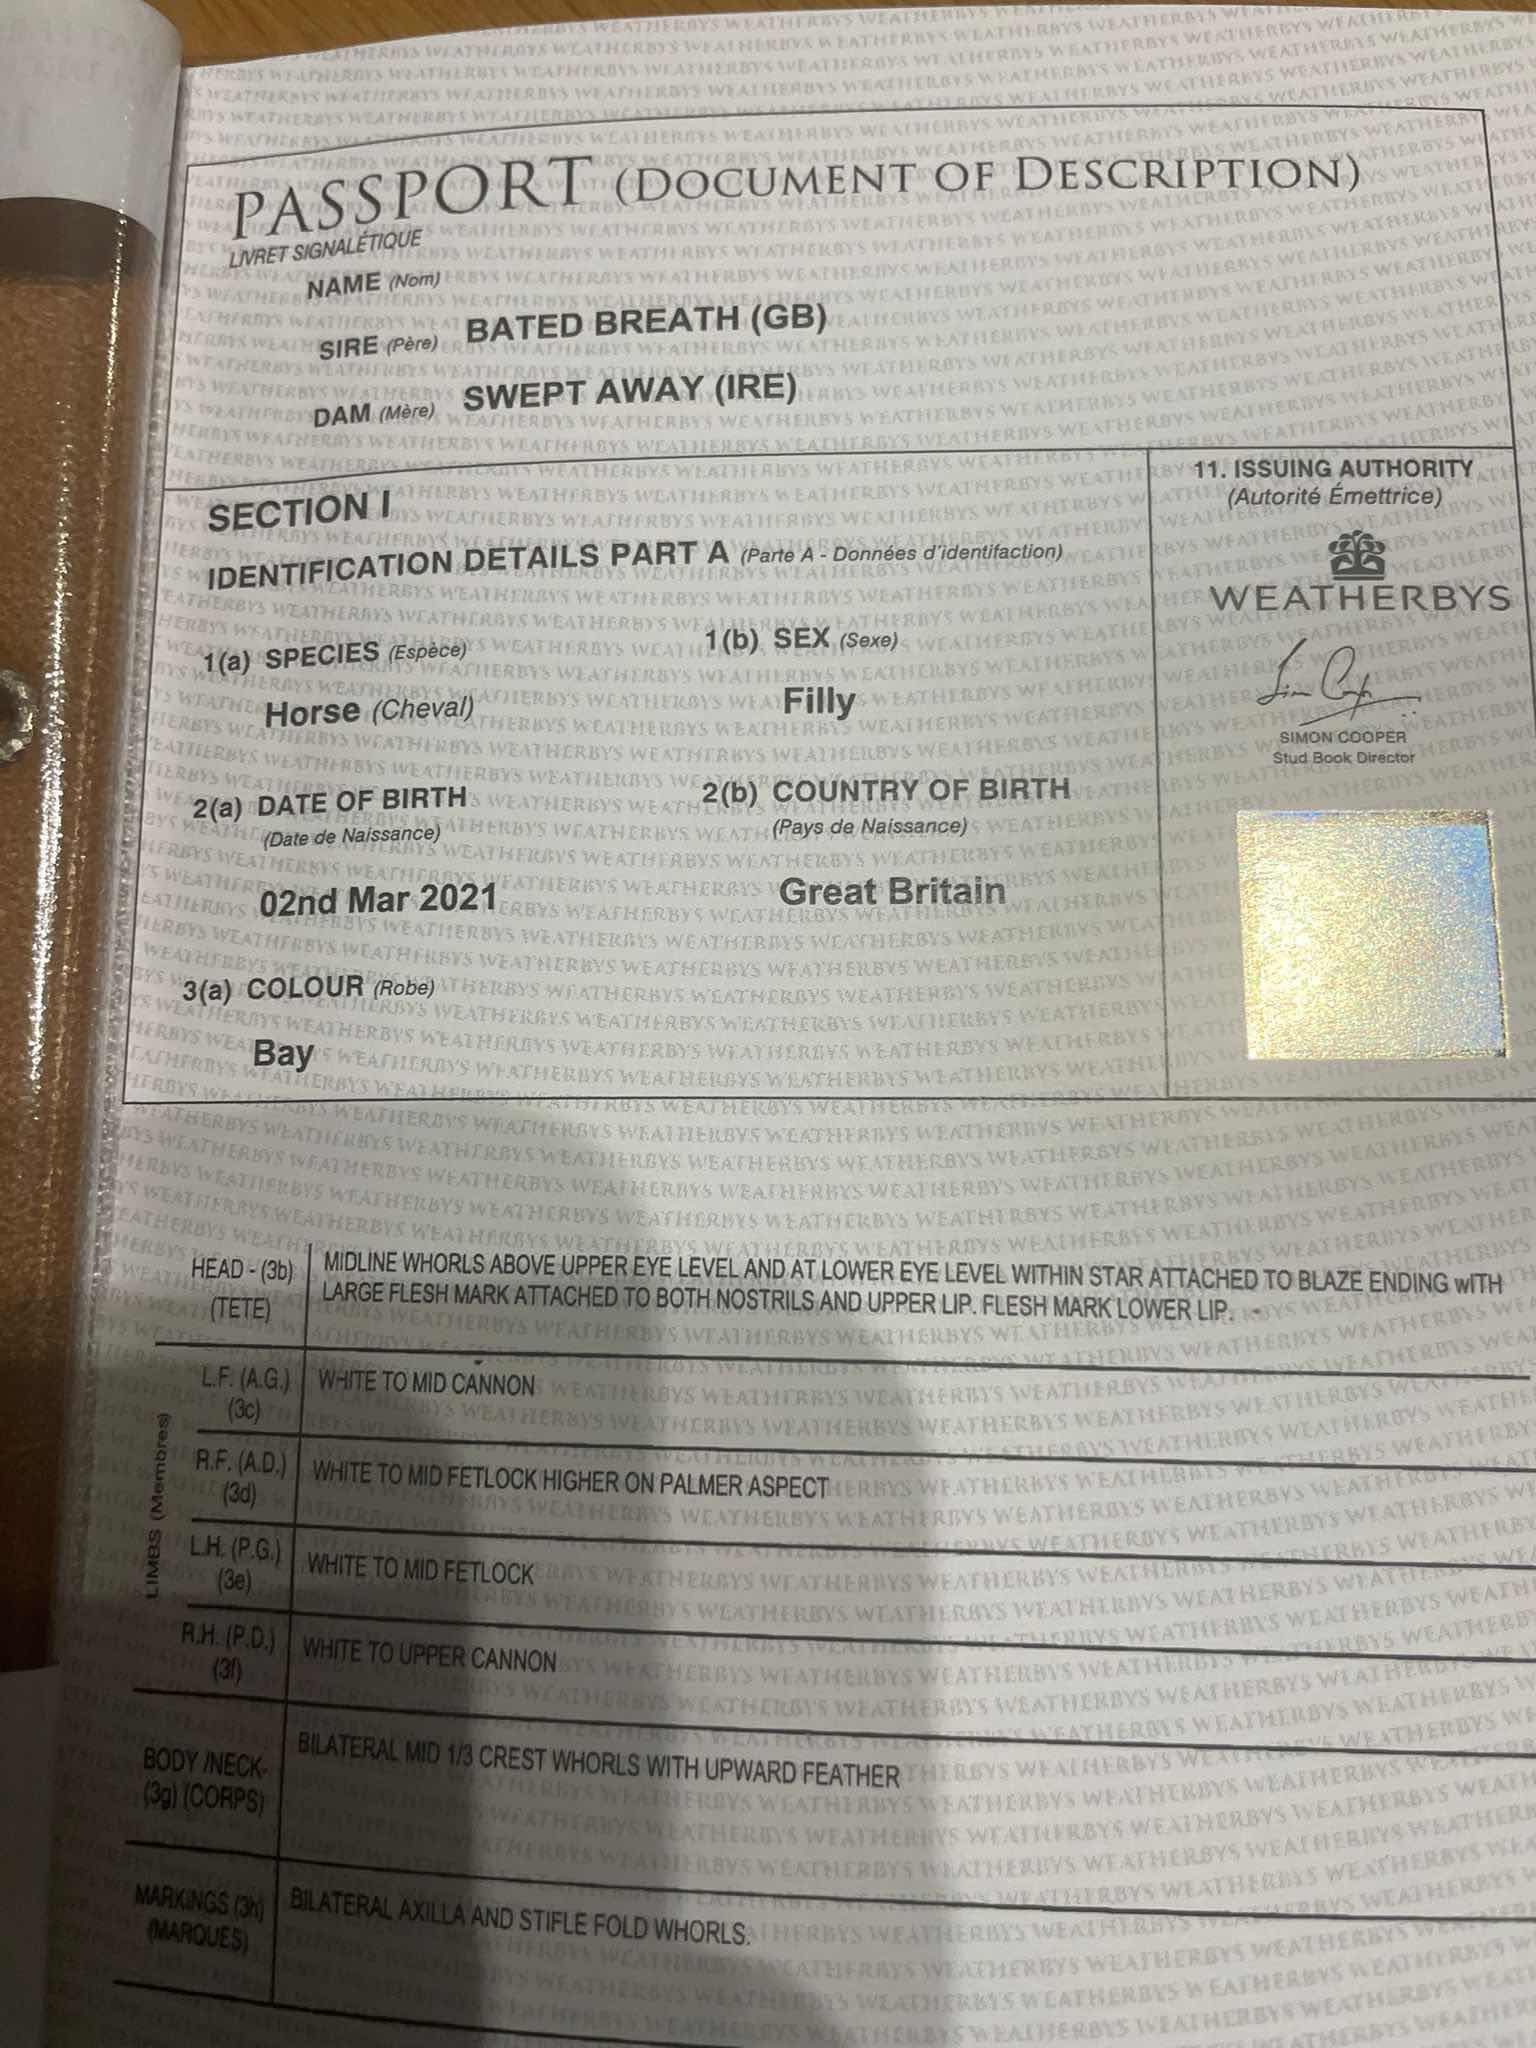 PASSPORT (DOCUMENT OF DESCRIPTION)
LIVRET SIGNALÉTIQUE
NAME (Nom)
SIRE (Père) BATED BREATH (GB)
DAM (Mère) SWEPT AWAY (IRE)
SECTION I
IDENTIFICATION DETAILS PART A (Parte A - Données d'identifaction)
1(a) SPECIES (Espèce)
Horse (Cheval)
1(b) SEX (Sexe)
Filly
2(a) DATE OF BIRTH
(Date de Naissance)
02nd Mar 2021
2(b) COUNTRY OF BIRTH
(Pays de Naissance)
Great Britain
3(a) COLOUR (Robe)
Bay
11. ISSUING AUTHORITY
(Autorité Émettrice)
WEATHERBYS
SIMON COOPER
Stud Book Director
HEAD - (3b) (TETE)
MIDLINE WHORLS ABOVE UPPER EYE LEVEL AND AT LOWER EYE LEVEL WITHIN STAR ATTACHED TO BLAZE ENDING wITH
LARGE FLESH MARK ATTACHED TO BOTH NOSTRILS AND UPPER LIP. FLESH MARK LOWER LIP. -
LIMBS (Membres)
L.F. (A.G.) (3c)
WHITE TO MID CANNON
R.F. (A.D.) (3d)
WHITE TO MID FETLOCK HIGHER ON PALMER ASPECT
L.H. (P.G.) (3e)
WHITE TO MID FETLOCK
R.H. (P.D.) (3f)
WHITE TO UPPER CANNON
BODY /NECK- (3g) (CORPS)
BILATERAL MID 1/3 CREST WHORLS WITH UPWARD FEATHER
MARKINGS (3h) (MARQUES)
BILATERAL AXILLA AND STIFLE FOLD WHORLS.